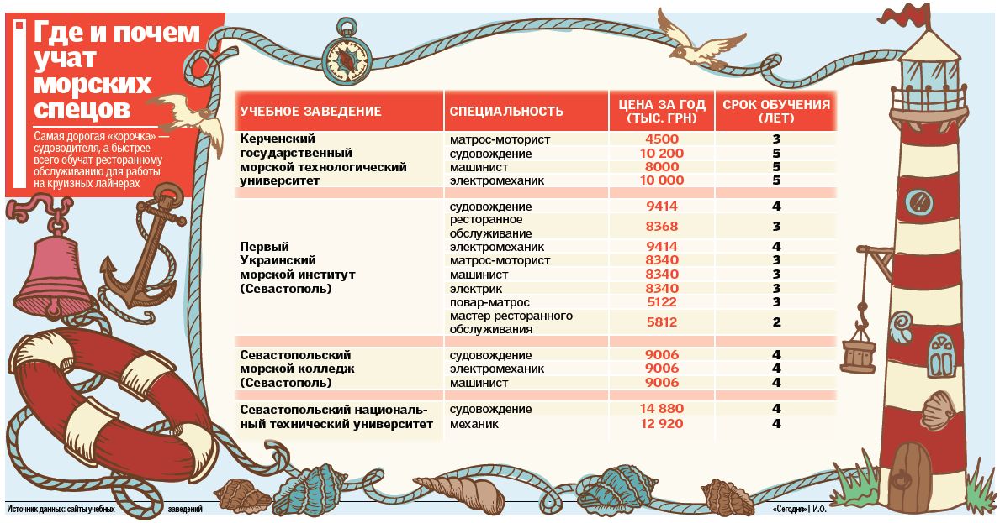 Где и почем
учат
морских
спецов
Самая дорогая «корочка» —
судоводителя, а быстрее
всего обучат ресторанному
обслуживанию для работы
на круизных лайнерах
УЧЕБНОЕ ЗАВЕДЕНИЕ СПЕЦИАЛЬНОСТЬ ЦЕНА ЗА ГОД (ТЫС. ГРН) СРОК ОБУЧЕНИЯ (ЛЕТ)
Керченский матрос-моторист 4500 3
государственный судовождение 10 200 5
морской технологический машинист 8000 5
университет электромеханик 10 000 5
судовождение 9414 4
ресторанное
обслуживание 8368 3
Первый электромеханик 9414 4
Украинский матрос-моторист 8340 3
морской институт машинист 8340 3
(Севастополь) электрик 8340 3
повар-матрос 5122 3
мастер ресторанного
обслуживания 5812 2
Севастопольский судовождение 9006 4
морской колледж электромеханик 9006 4
(Севастополь) машинист 9006 4
Севастопольский националь- судовождение 14 880 4
ный технический университет механик 12 920 4
Источник данных: сайты учебных заведений
«Сегодня» | И.О.